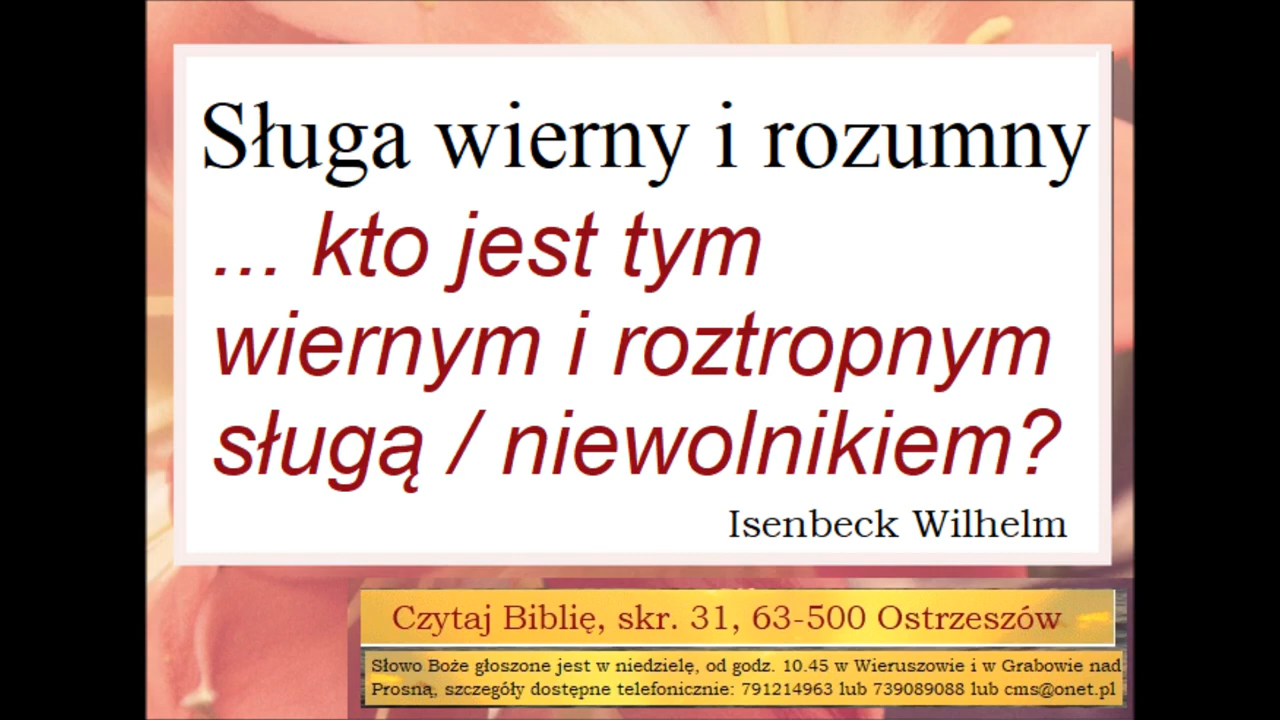 Sługa wierny i rozumny
... kto jest tym
wiernym i roztropnym
sługą / niewolnikiem?
Isenbeck Wilhelm
Czytaj Biblię, skr. 31, 63-500 Ostrzeszów
Słowo Boże głoszone jest w niedzielę, od godz. 10.45 w Wieruszowie i w Grabowie nad
Prosną, szczegóły dostępne telefonicznie: 791214963 lub 739089088 lub cms@onet.pl